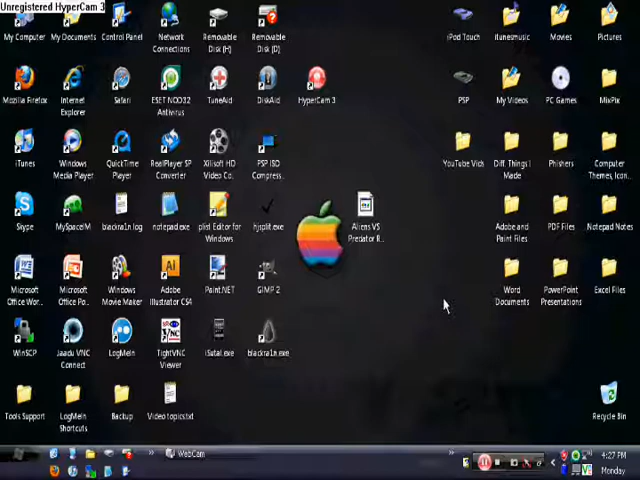 Unregistered HyperCam 3
My Computer
My Documents
Control Panel
Network
Connections
Removable
Disk (H)
Removable
Disk (D)
iPod Touch
itunesmusic
Movies
Pictures
Mozilla Firefox
Internet
Explorer
Safari
ESET NOD32
Antivirus
TuneAid
DiskAid
HyperCam 3
PSP
My Videos
PC Games
MixPix
iTunes
Windows
Media Player
QuickTime
Player
RealPlayer SP
Converter
Xilisoft HD
Video Co...
PSP ISO
Compress...
YouTube Vids
Diff. Things I
Made
Phishers
Computer
Themes, Icon...
Skype
MySpaceIM
blackra1n.log
notepad.exe
plist Editor for
Windows
hjsplit.exe
Aliens VS
Predator R...
Adobe and
Paint Files
PDF Files
Notepad Notes
Microsoft
Office Wor...
Microsoft
Office Po...
Windows
Movie Maker
Adobe
Illustrator CS4
Paint.NET
GIMP 2
Word
Documents
PowerPoint
Presentations
Excel Files
WinSCP
Jaadu VNC
Connect
LogMeIn
TightVNC
Viewer
iSutal.exe
blackra1n.exe
Tools Support
LogMeIn
Shortcuts
Backup
Video topics.txt
Recycle Bin
WebCam
4:27 PM
Monday